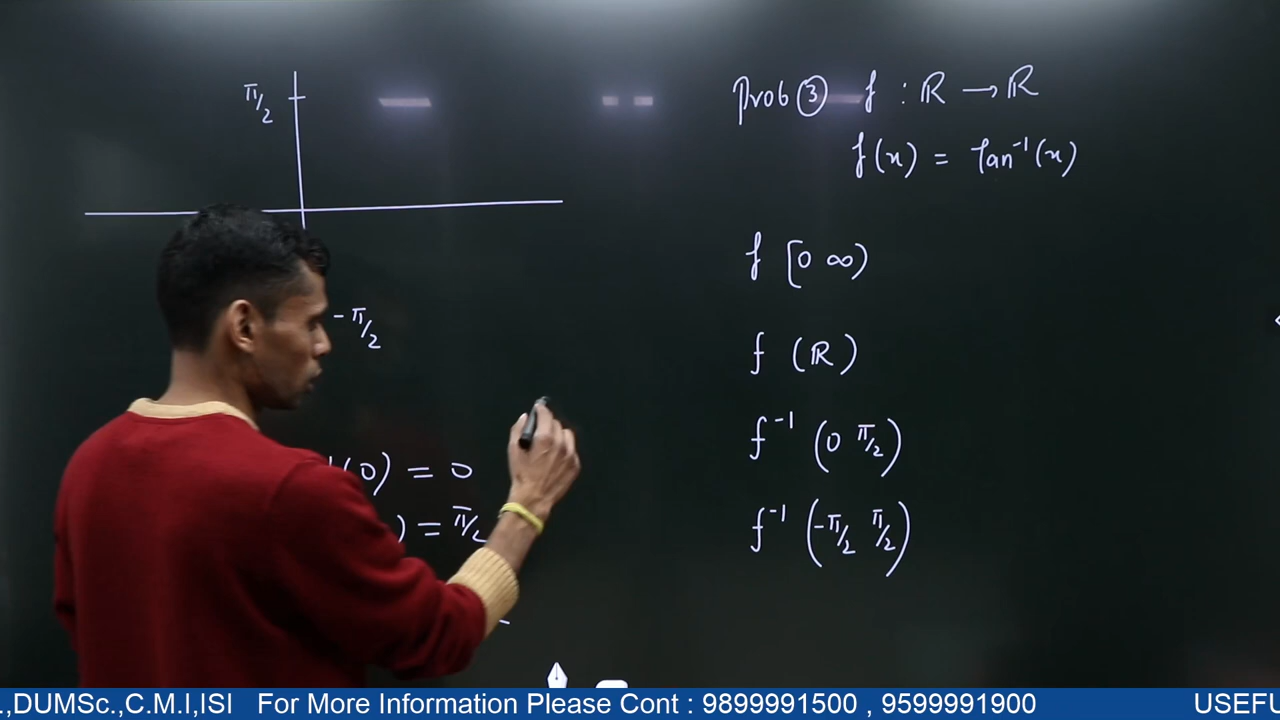 π/2
-π/2
(0) = 0
) = π/2
Prob ③ f : ℝ → ℝ
f(x) = Tan⁻¹(x)
f [0 ∞)
f (ℝ)
f⁻¹ (0 π/2)
f⁻¹ (-π/2 π/2)
.,DUMSc.,C.M.I,ISI For More Information Please Cont : 9899991500 , 9599991900 USEFU